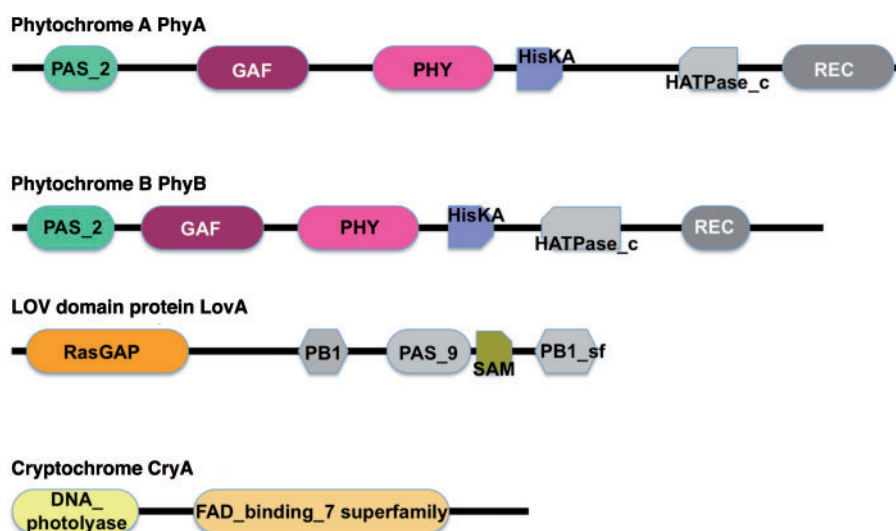 Phytochrome A PhyA
PAS_2 GAF PHY HisKA HATPase_c REC
Phytochrome B PhyB
PAS_2 GAF PHY HisKA HATPase_c REC
LOV domain protein LovA
RasGAP PB1 PAS_9 SAM PB1_sf
Cryptochrome CryA
DNA_
photolyase FAD_binding_7 superfamily